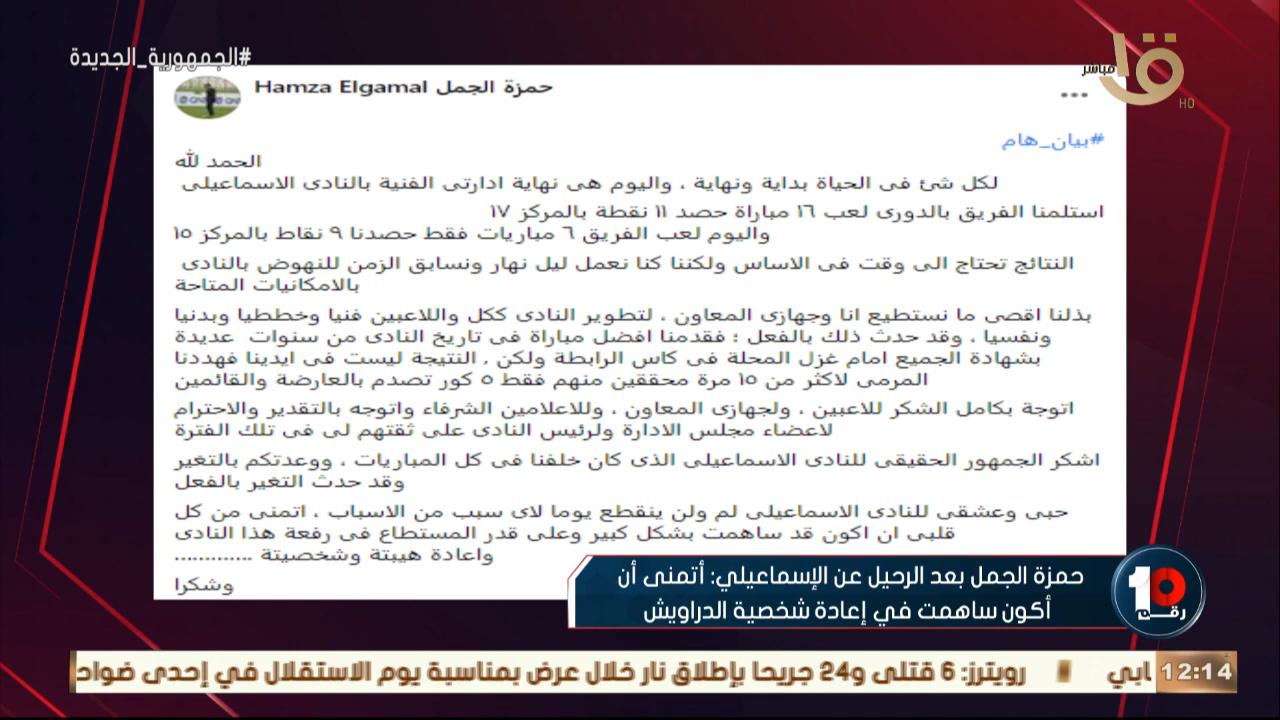 #الجمهورية_الجديدة
مباشر
HD
حمزة الجمل Hamza Elgamal
#بيان_هام
الحمد لله
لكل شئ فى الحياة بداية ونهاية ، واليوم هى نهاية ادارتى الفنية بالنادى الاسماعيلى
استلمنا الفريق بالدورى لعب ١٦ مباراة حصد ١١ نقطة بالمركز ١٧
واليوم لعب الفريق ٦ مباريات فقط حصدنا ٩ نقاط بالمركز ١٥
النتائج تحتاج الى وقت فى الاساس ولكننا كنا نعمل ليل نهار ونسابق الزمن للنهوض بالنادى
بالامكانيات المتاحة
بذلنا اقصى ما نستطيع انا وجهازى المعاون ، لتطوير النادى ككل واللاعبين فنيا وخططيا وبدنيا
ونفسيا ، وقد حدث ذلك بالفعل ؛ فقدمنا افضل مباراة فى تاريخ النادى من سنوات عديدة
بشهادة الجميع امام غزل المحلة فى كاس الرابطة ولكن , النتيجة ليست فى ايدينا فهددنا
المرمى لاكثر من ١٥ مرة محققين منهم فقط ٥ كور تصدم بالعارضة والقائمين
اتوجة بكامل الشكر للاعبين ، ولجهازى المعاون ، وللاعلامين الشرفاء واتوجه بالتقدير والاحترام
لاعضاء مجلس الادارة ولرئيس النادى على ثقتهم لى فى تلك الفترة
اشكر الجمهور الحقيقى للنادى الاسماعيلى الذى كان خلفنا فى كل المباريات ، ووعدتكم بالتغير
وقد حدث التغير بالفعل
حبى وعشقى للنادى الاسماعيلى لم ولن ينقطع يوما لاى سبب من الاسباب ، اتمنى من كل
قلبى ان اكون قد ساهمت بشكل كبير وعلى قدر المستطاع فى رفعة هذا النادى
واعادة هيبتة وشخصيتة .............
وشكرا
حمزة الجمل بعد الرحيل عن الإسماعيلي: أتمنى أن
أكون ساهمت في إعادة شخصية الدراويش
رقم 10
12:14
ابي رويترز: 6 قتلى و24 جريحا بإطلاق نار خلال عرض بمناسبة يوم الاستقلال في إحدى ضواح